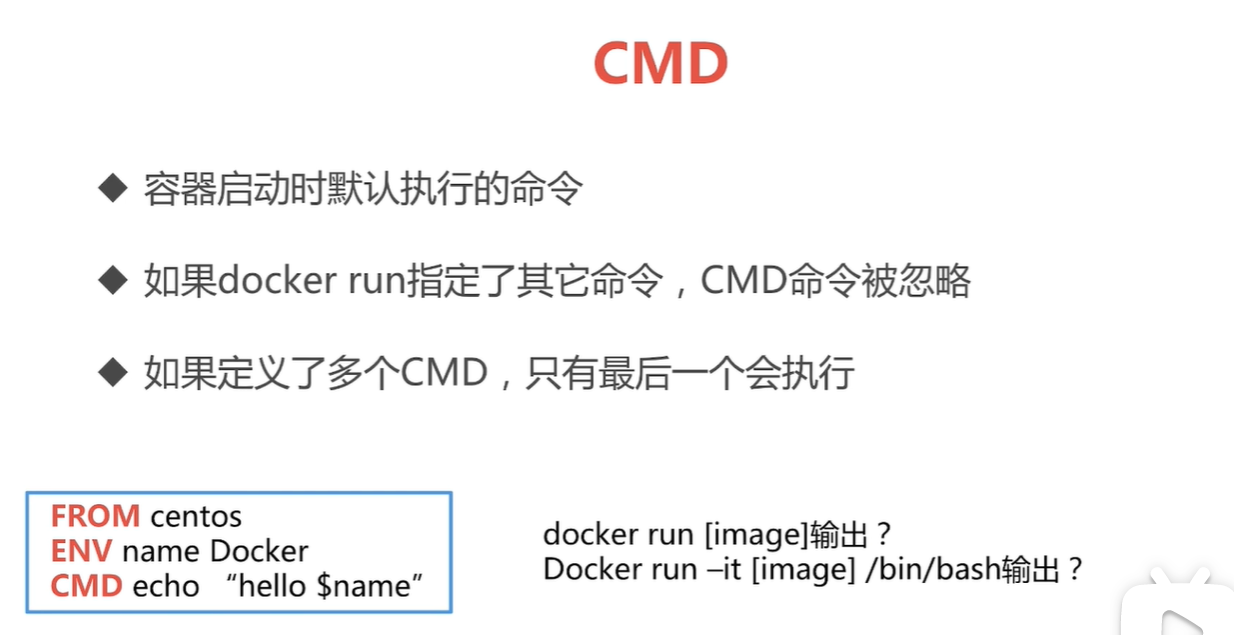 CMD
容器启动时默认执行的命令
如果docker run指定了其它命令，CMD命令被忽略
如果定义了多个CMD，只有最后一个会执行
FROM centos
ENV name Docker
CMD echo “hello $name”
docker run [image]输出？
Docker run –it [image] /bin/bash输出？